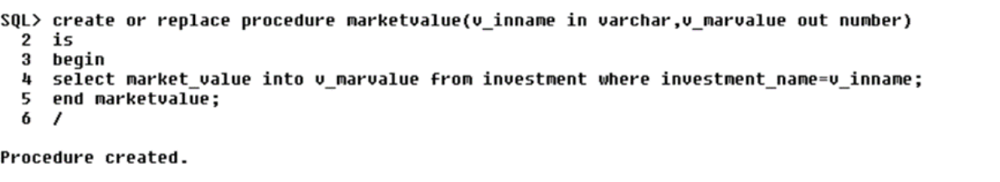 SQL> create or replace procedure marketvalue(v_inname in varchar,v_marvalue out number)
2 is
3 begin
4 select market_value into v_marvalue from investment where investment_name=v_inname;
5 end marketvalue;
6 /
Procedure created.